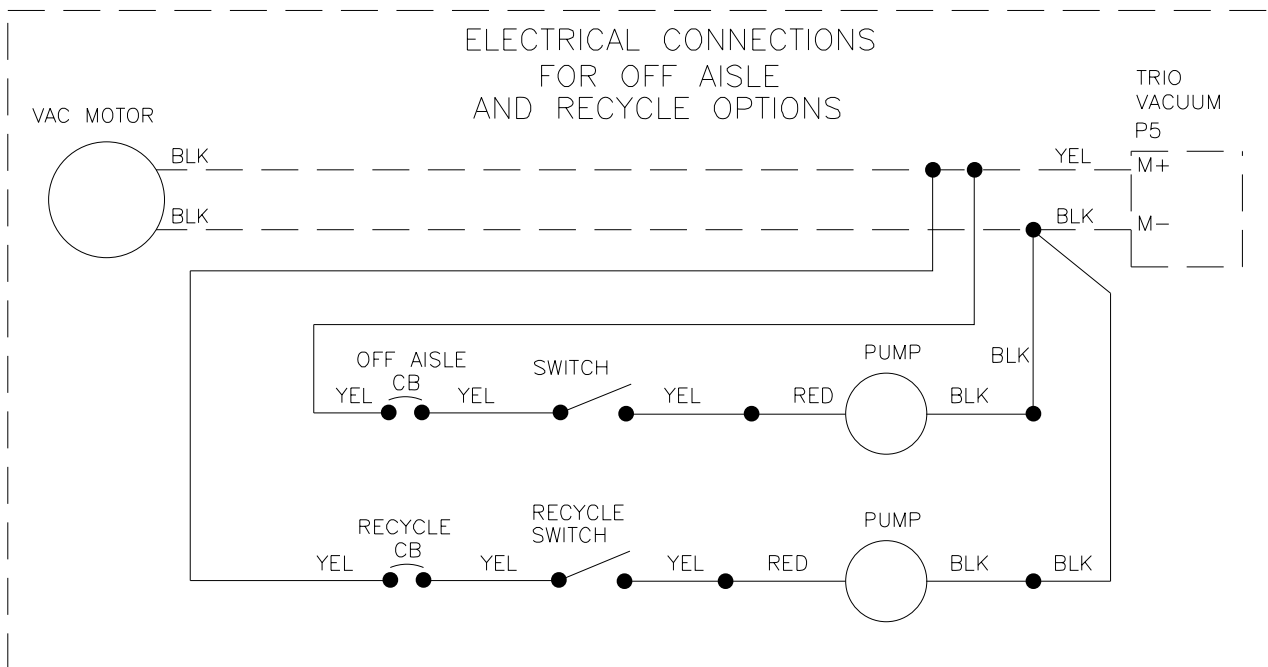 ELECTRICAL CONNECTIONS
FOR OFF AISLE
AND RECYCLE OPTIONS
TRIO
VACUUM
P5
VAC MOTOR
BLK
YEL
M+
BLK
BLK
M-
OFF AISLE
CB
SWITCH
PUMP
BLK
YEL
YEL
YEL
RED
BLK
RECYCLE
CB
RECYCLE
SWITCH
PUMP
YEL
YEL
YEL
RED
BLK
BLK